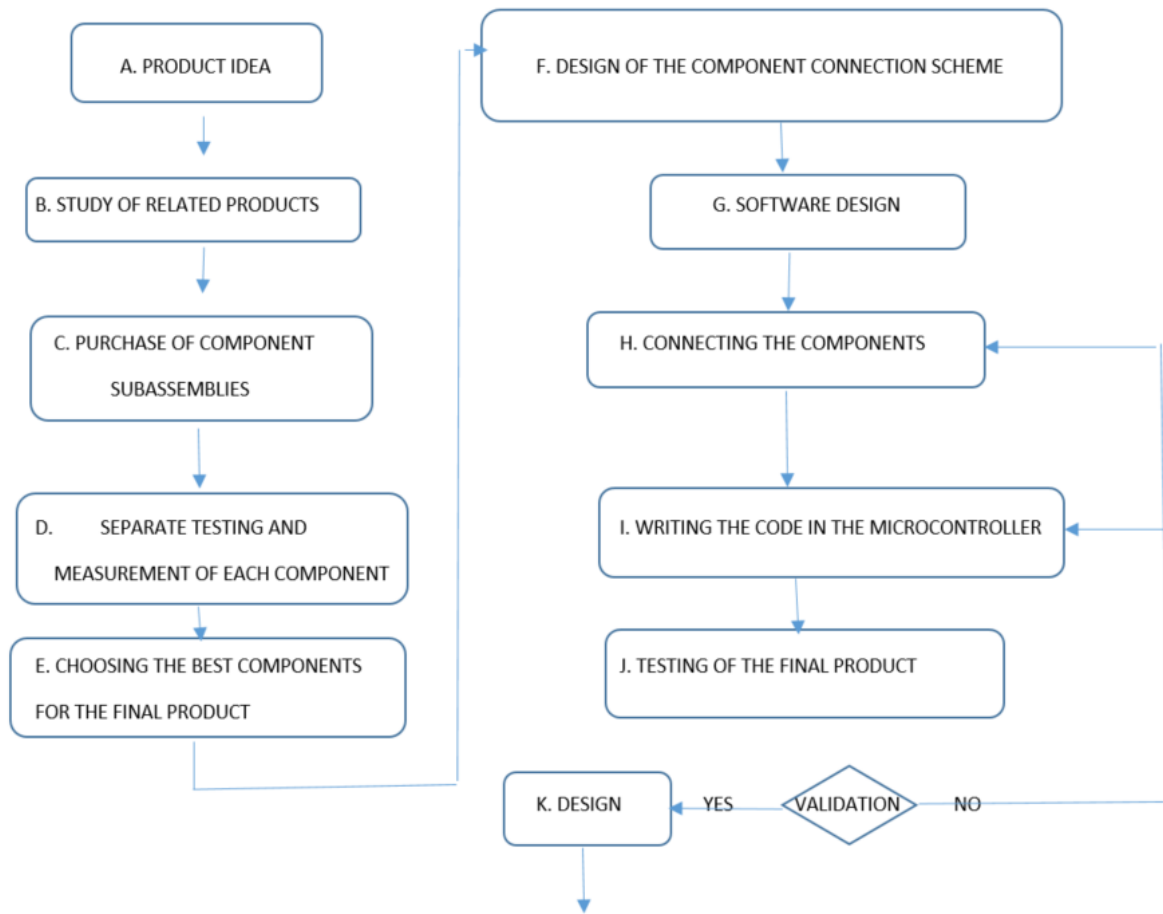 A. PRODUCT IDEA
B. STUDY OF RELATED PRODUCTS
C. PURCHASE OF COMPONENT
SUBASSEMBLIES
D. SEPARATE TESTING AND
MEASUREMENT OF EACH COMPONENT
E. CHOOSING THE BEST COMPONENTS
FOR THE FINAL PRODUCT
F. DESIGN OF THE COMPONENT CONNECTION SCHEME
G. SOFTWARE DESIGN
H. CONNECTING THE COMPONENTS
I. WRITING THE CODE IN THE MICROCONTROLLER
J. TESTING OF THE FINAL PRODUCT
K. DESIGN
YES
VALIDATION
NO